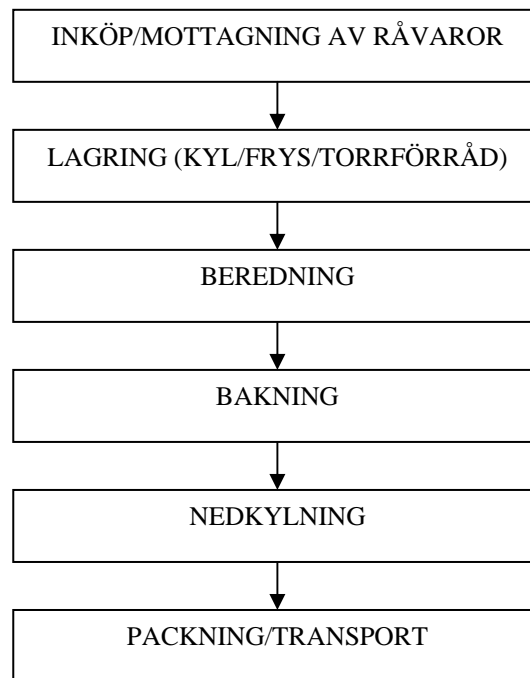 INKÖP/MOTTAGNING AV RÅVAROR
LAGRING (KYL/FRYS/TORRFÖRRÅD)
BEREDNING
BAKNING
NEDKYLNING
PACKNING/TRANSPORT